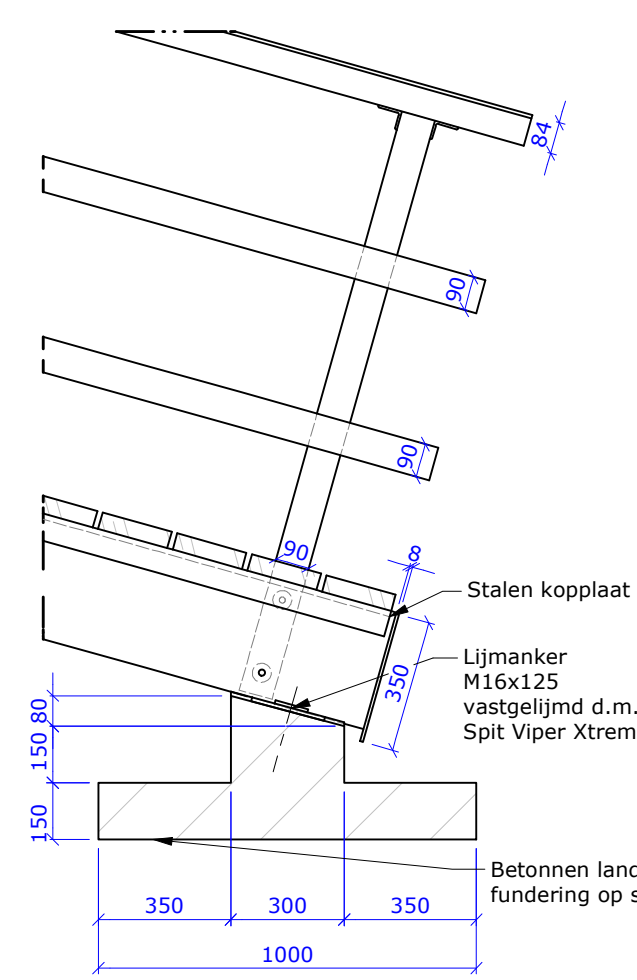 84
90
90
90
8
Stalen kopplaat
350
Lijmanker
M16x125
vastgelijmd d.m.
Spit Viper Xtrem
80
150
150
Betonnen land
fundering op s
350
300
350
1000